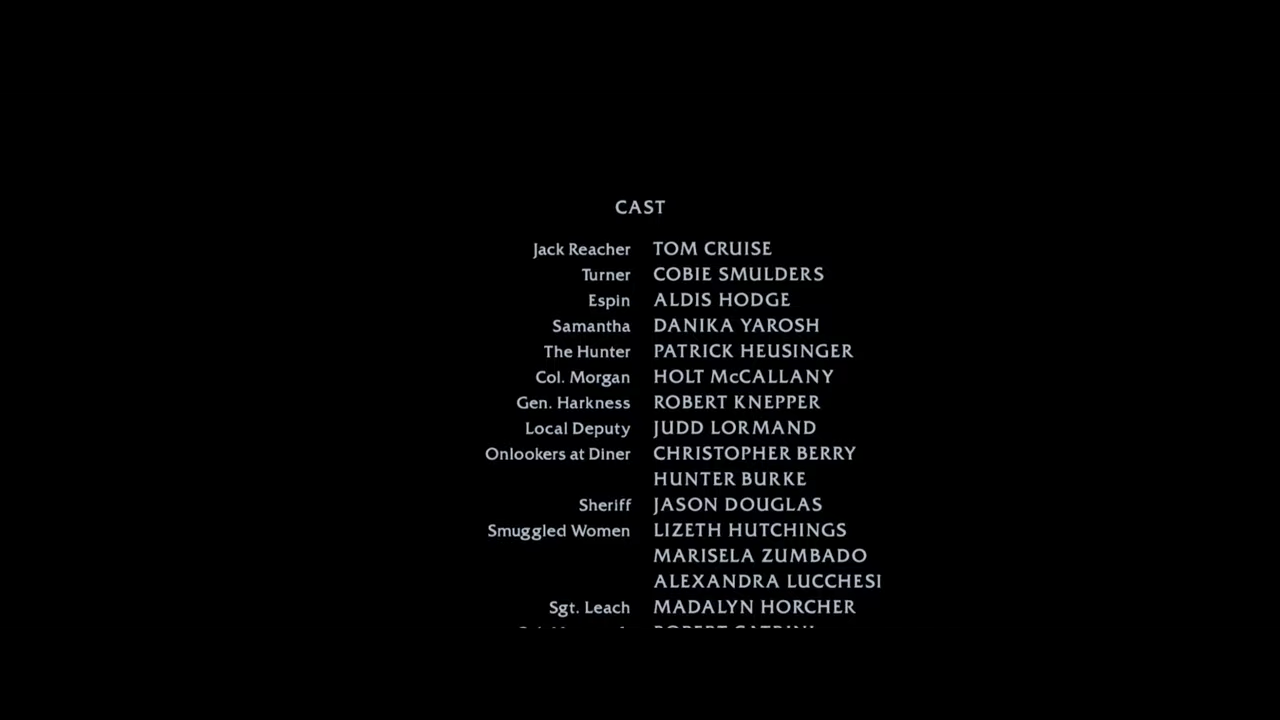 CAST
Jack Reacher TOM CRUISE
Turner COBIE SMULDERS
Espin ALDIS HODGE
Samantha DANIKA YAROSH
The Hunter PATRICK HEUSINGER
Col. Morgan HOLT McCALLANY
Gen. Harkness ROBERT KNEPPER
Local Deputy JUDD LORMAND
Onlookers at Diner CHRISTOPHER BERRY
HUNTER BURKE
Sheriff JASON DOUGLAS
Smuggled Women LIZETH HUTCHINGS
MARISELA ZUMBADO
ALEXANDRA LUCCHESI
Sgt. Leach MADALYN HORCHER
ROBERT CATRINI